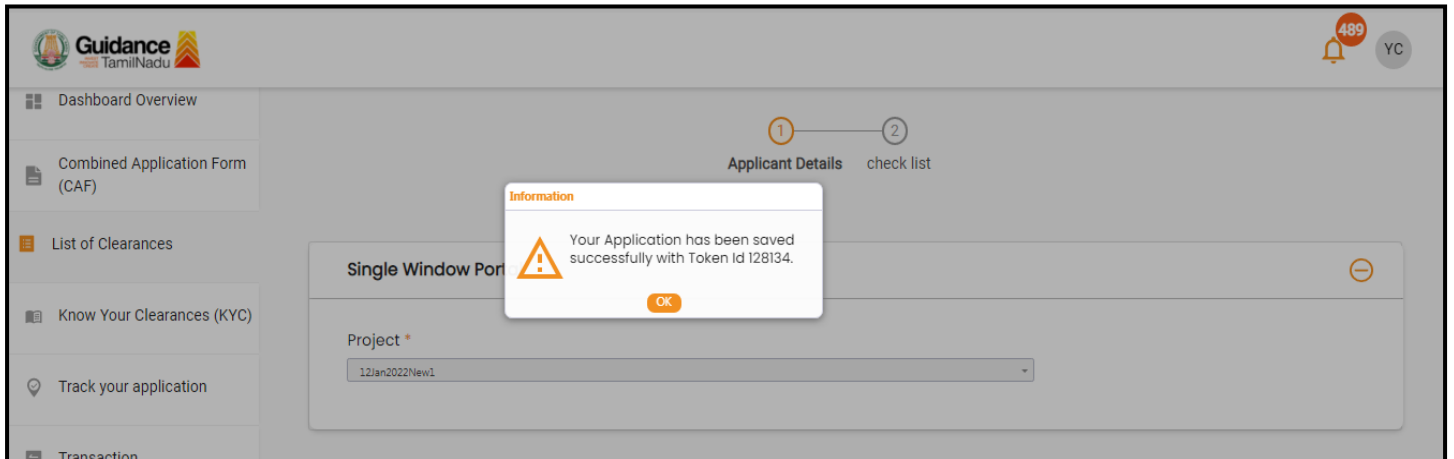 Guidance
TamilNadu
489
YC
Dashboard Overview
1
2
Combined Application Form
(CAF)
Applicant Details
check list
Information
List of Clearances
Your Application has been saved
successfully with Token Id 128134.
Single Window Port
OK
Know Your Clearances (KYC)
Project *
12Jan2022New1
Track your application
Transaction